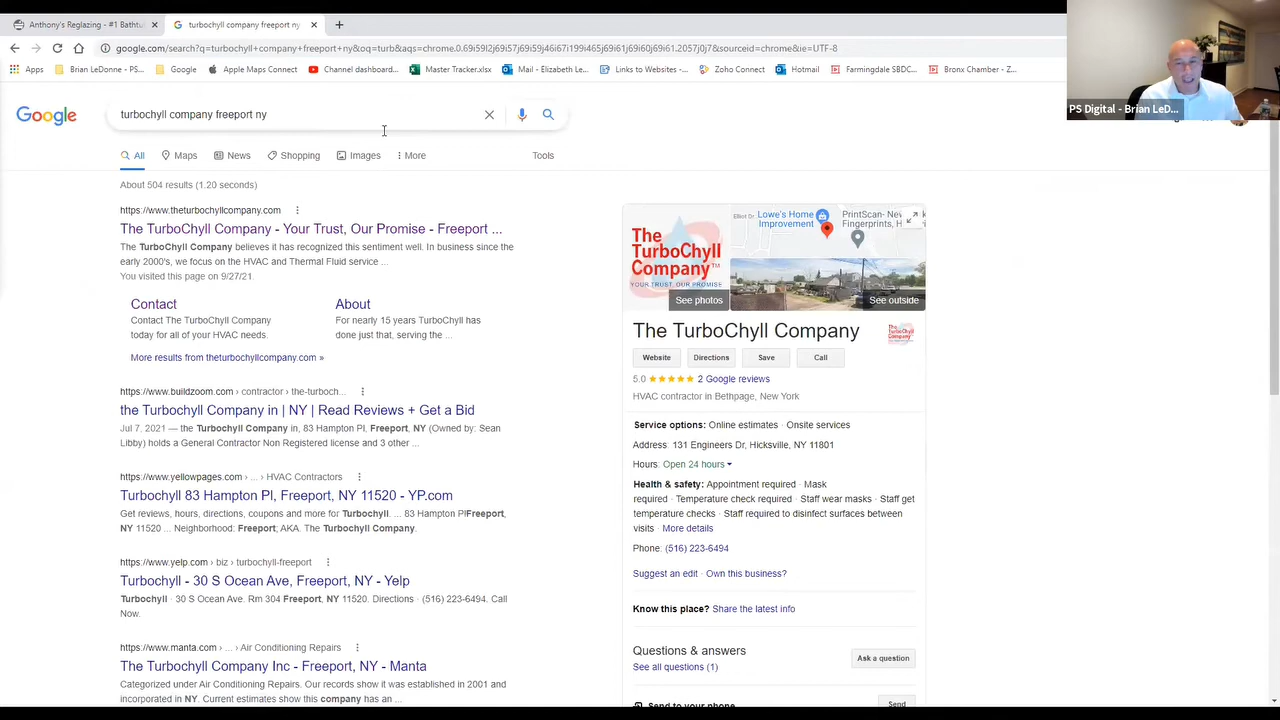 Anthony's Reglazing - #1 Batht
turbochyll company freeport ny
google.com/search?q=turbochyll+company+freeport+ny&oq=turb&aqs=chrome.0.69i59l2j69i57j69i59j46i67i199i465j69i61j69i60j69i61.2057j0j7&sourceid=chrome&ie=UTF-8
Apps
Brian LeDonne - PS...
Google
Apple Maps Connect
Channel dashboard...
Master Tracker.xlsx
Mail - Elizabeth Le...
Links to Websites -...
Zoho Connect
Hotmail
Farmingdale SBDC...
Bronx Chamber - Z...
PS Digital - Brian LeD...
Google
turbochyll company freeport ny
All
Maps
News
Shopping
Images
More
Tools
About 504 results (1.20 seconds)
https://www.theturbochyllcompany.com
The TurboChyll Company - Your Trust, Our Promise - Freeport ...
The TurboChyll Company believes it has recognized this sentiment well. In business since the
early 2000's, we focus on the HVAC and Thermal Fluid service ...
You visited this page on 9/27/21.
Contact
Contact The TurboChyll Company
today for all of your HVAC needs.
About
For nearly 15 years TurboChyll has
done just that, serving the ...
More results from theturbochyllcompany.com »
https://www.buildzoom.com › contractor › the-turboch...
the Turbochyll Company in | NY | Read Reviews + Get a Bid
Jul 7, 2021 — the Turbochyll Company in, 83 Hampton Pl, Freeport, NY (Owned by: Sean
Libby) holds a General Contractor Non Registered license and 3 other ...
https://www.yellowpages.com › ... › HVAC Contractors
Turbochyll 83 Hampton Pl, Freeport, NY 11520 - YP.com
Get reviews, hours, directions, coupons and more for Turbochyll. ... 83 Hampton PlFreeport,
NY 11520 ... Neighborhood: Freeport; AKA. The Turbochyll Company.
https://www.yelp.com › biz › turbochyll-freeport
Turbochyll - 30 S Ocean Ave, Freeport, NY - Yelp
Turbochyll · 30 S Ocean Ave. Rm 304 Freeport, NY 11520. Directions · (516) 223-6494. Call
Now.
https://www.manta.com › ... › Air Conditioning Repairs
The Turbochyll Company Inc - Freeport, NY - Manta
Categorized under Air Conditioning Repairs. Our records show it was established in 2001 and
incorporated in NY. Current estimates show this company has an ...
The
TurboChyll
Company™
YOUR TRUST, OUR PROMISE
See photos
Elliot Dr
Lowe's Home
Improvement
PrintScan- New
Fingerprints, H
See outside
The TurboChyll Company
Website
Directions
Save
Call
5.0
2 Google reviews
HVAC contractor in Bethpage, New York
Service options: Online estimates · Onsite services
Address: 131 Engineers Dr, Hicksville, NY 11801
Hours: Open 24 hours
Health & safety: Appointment required · Mask
required · Temperature check required · Staff wear masks · Staff get
temperature checks · Staff required to disinfect surfaces between
visits · More details
Phone: (516) 223-6494
Suggest an edit · Own this business?
Know this place? Share the latest info
Questions & answers
See all questions (1)
Ask a question
Send to your phone
Send